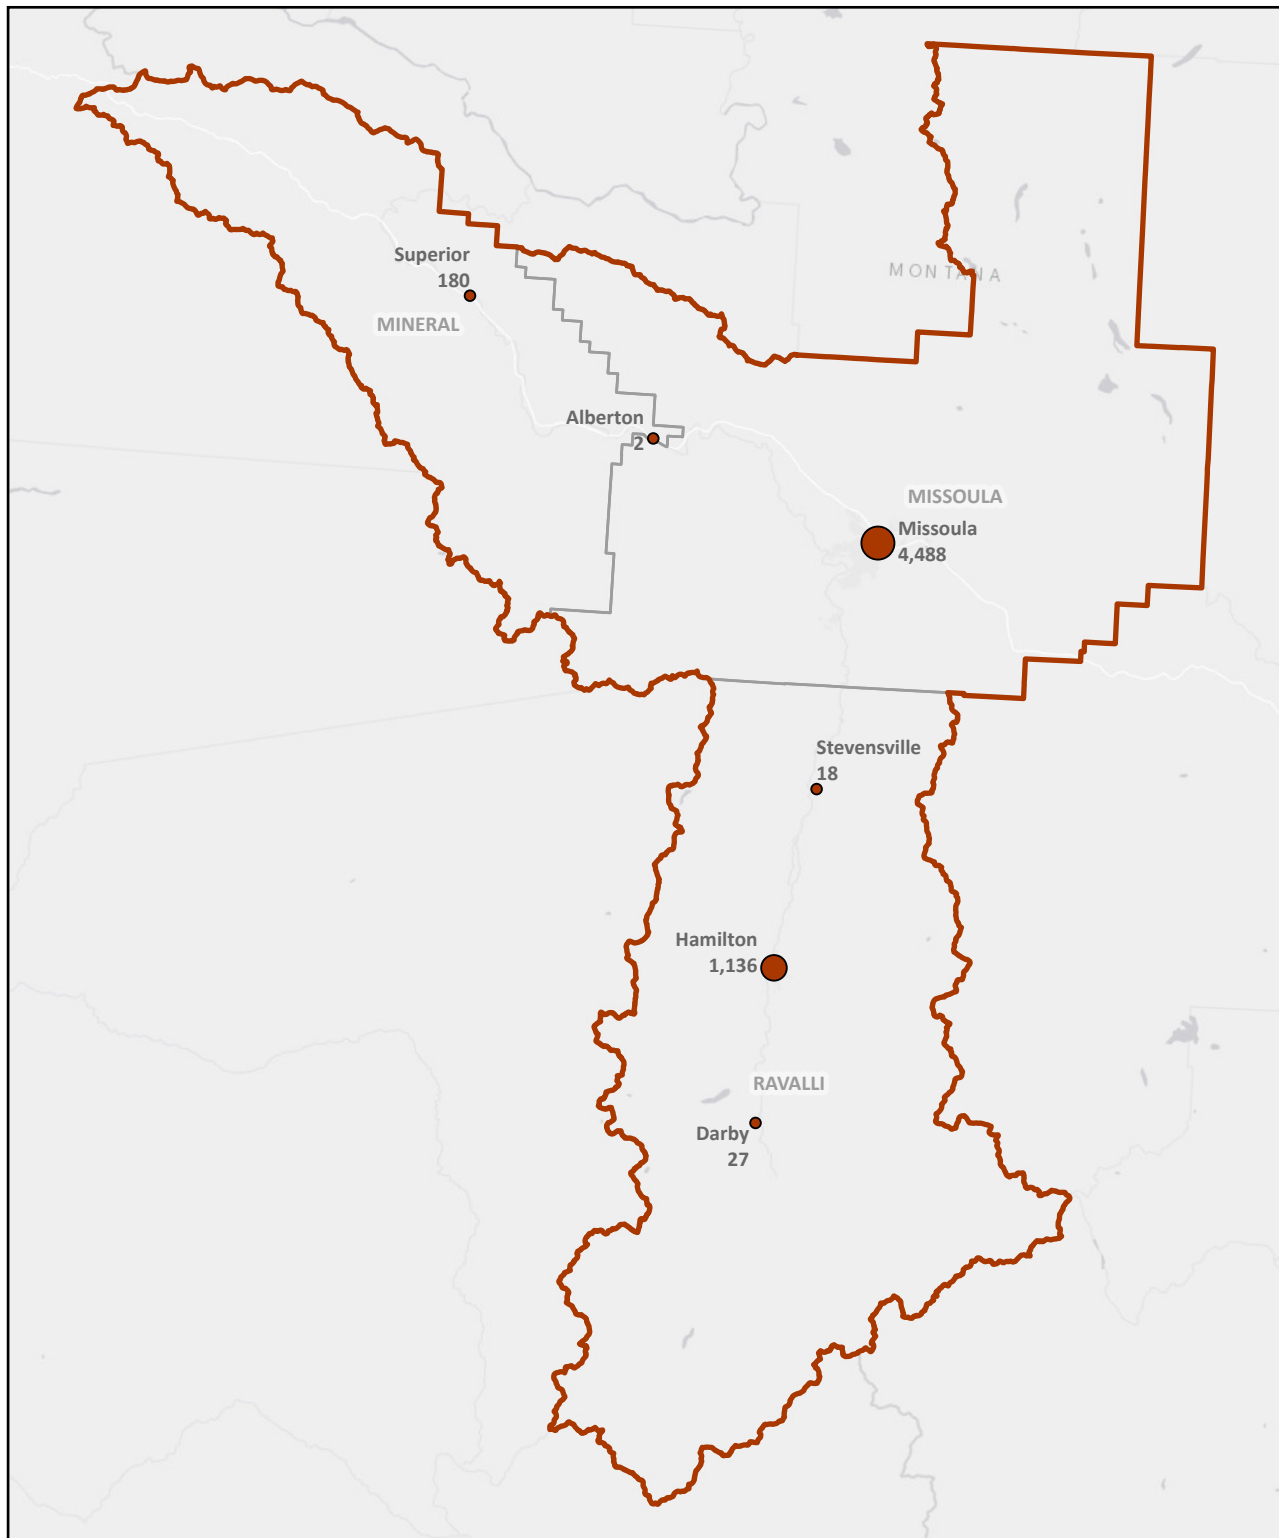 Superior
180
MONTANA
MINERAL
Alberton
2
MISSOULA
Missoula
4,488
Stevensville
18
Hamilton
1,136
RAVALLI
Darby
27